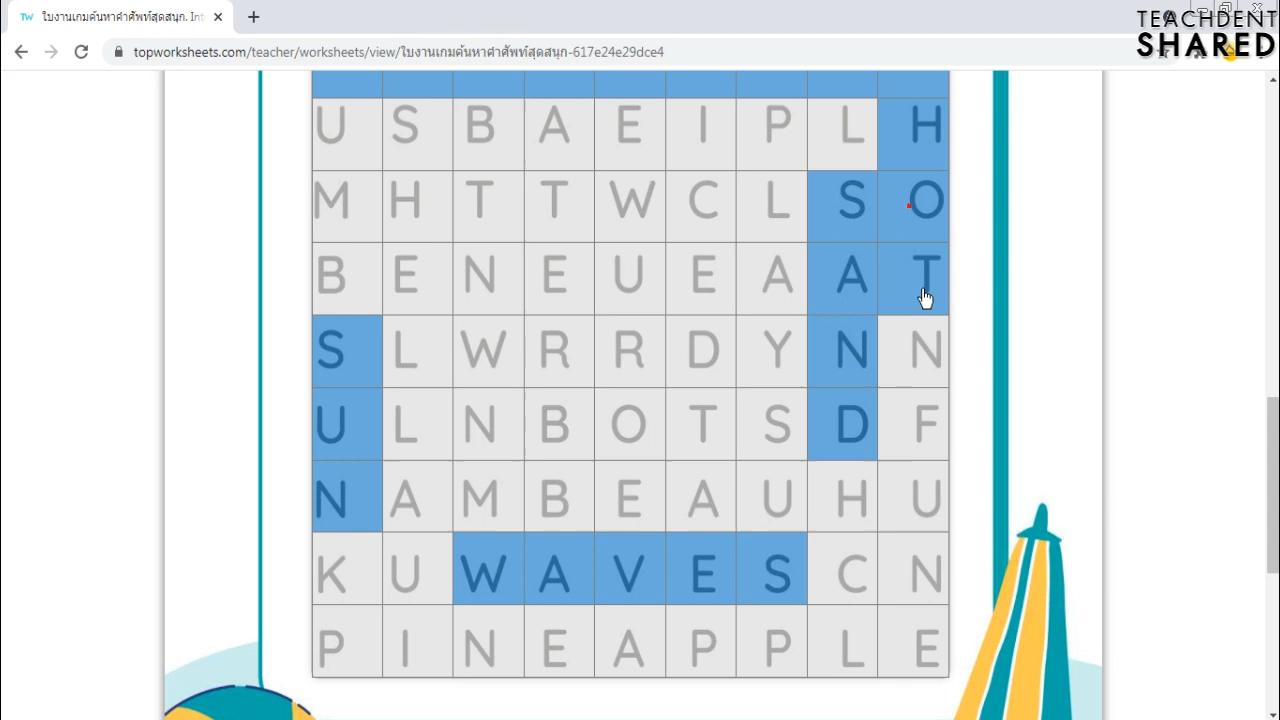 TW ใบงานเกมค้นหาคำศัพท์สุดสนุก. Int
TEACHDENT
SHARED
topworksheets.com/teacher/worksheets/view/ใบงานเกมค้นหาคำศัพท์สุดสนุก-617e24e29dce4
U S B A E I P L H
M H T T W C L S O
B E N E U E A A T
S L W R R D Y N N
U L N B O T S D F
N A M B E A U H U
K U W A V E S C N
P I N E A P P L E